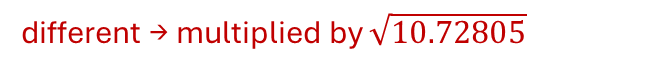 different → multiplied by √10.72805